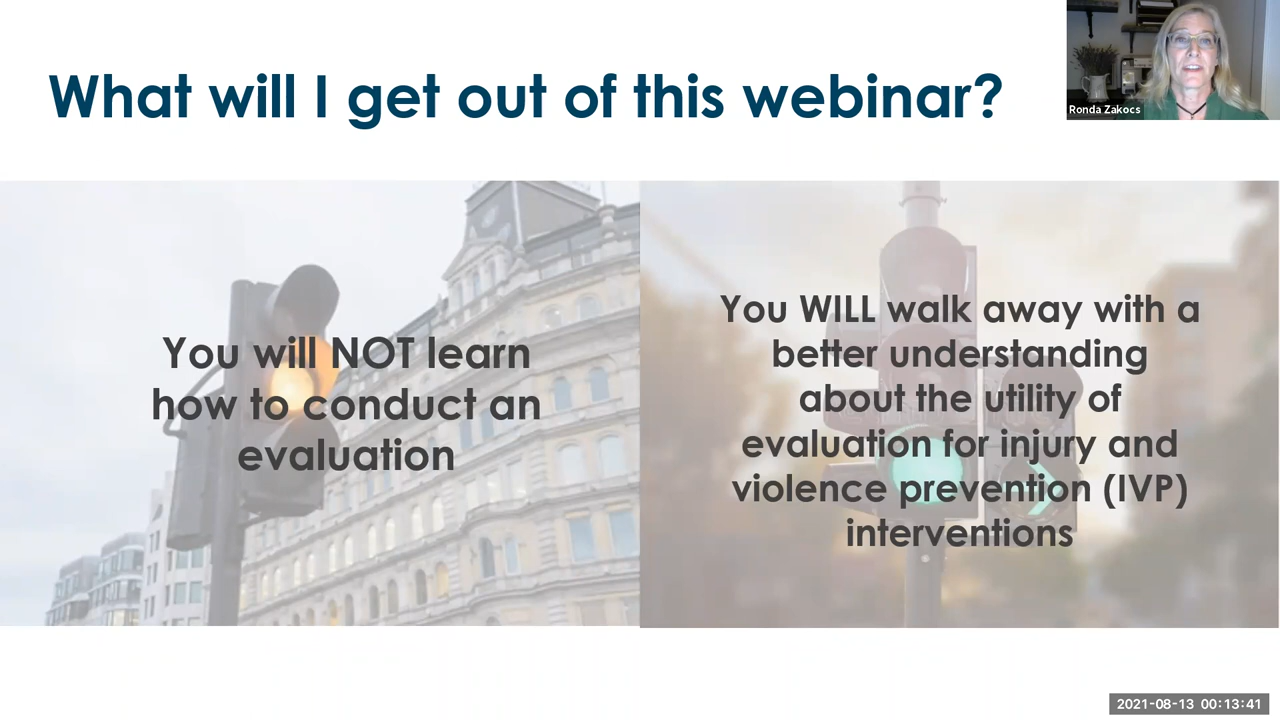 What will I get out of this webinar?
Ronda Zakocs
You will NOT learn
how to conduct an
evaluation
You WILL walk away with a
better understanding
about the utility of
evaluation for injury and
violence prevention (IVP)
interventions
2021-08-13 00:13:41